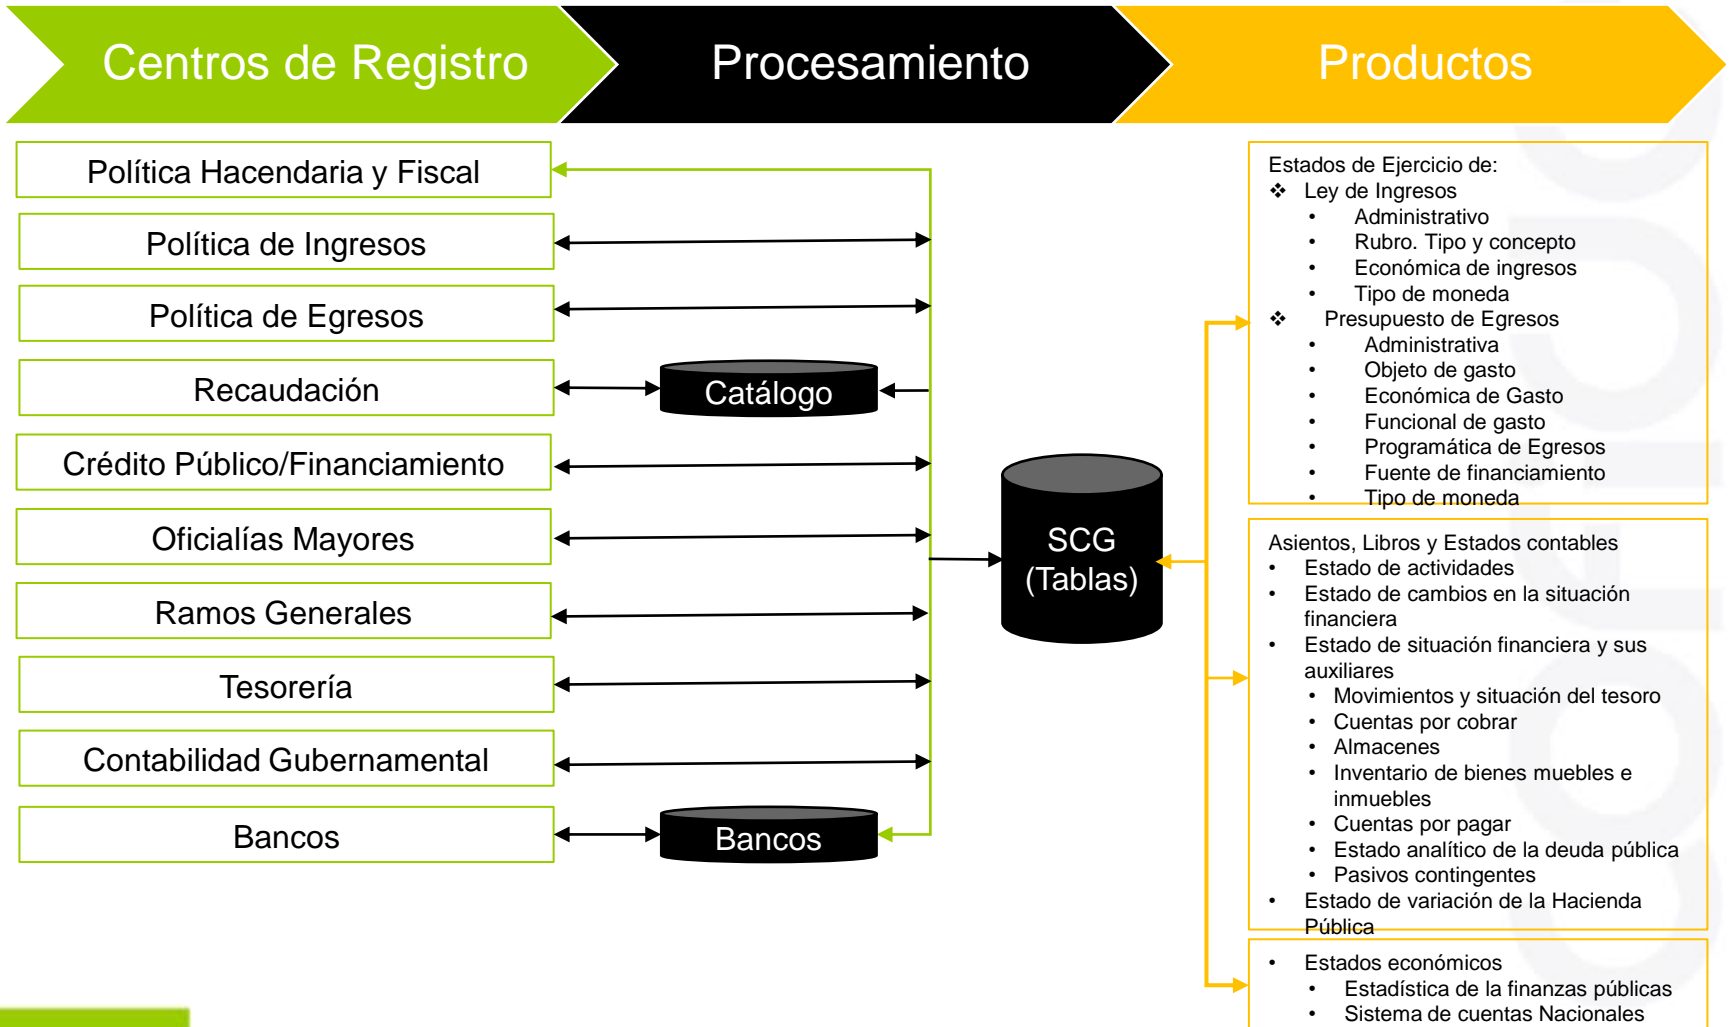 Centros de Registro
Procesamiento
Productos
Política Hacendaria y Fiscal
Política de Ingresos
Política de Egresos
Recaudación
Crédito Público/Financiamiento
Oficialías Mayores
Ramos Generales
Tesorería
Contabilidad Gubernamental
Bancos
Catálogo
Bancos
SCG
(Tablas)
Estados de Ejercicio de:
❖ Ley de Ingresos
• Administrativo
• Rubro. Tipo y concepto
• Económica de ingresos
• Tipo de moneda
❖ Presupuesto de Egresos
• Administrativa
• Objeto de gasto
• Económica de Gasto
• Funcional de gasto
• Programática de Egresos
• Fuente de financiamiento
• Tipo de moneda
Asientos, Libros y Estados contables
• Estado de actividades
• Estado de cambios en la situación
financiera
• Estado de situación financiera y sus
auxiliares
• Movimientos y situación del tesoro
• Cuentas por cobrar
• Almacenes
• Inventario de bienes muebles e
inmuebles
• Cuentas por pagar
• Estado analítico de la deuda pública
• Pasivos contingentes
• Estado de variación de la Hacienda
Pública
• Estados económicos
• Estadística de la finanzas públicas
• Sistema de cuentas Nacionales